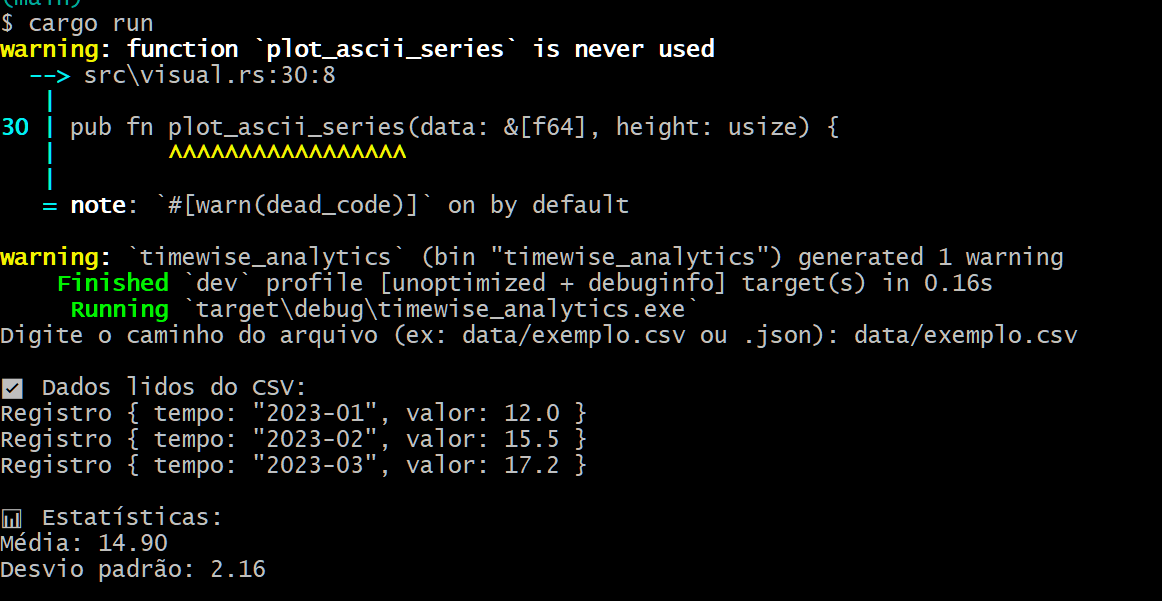 (main)
$ cargo run
warning: function `plot_ascii_series` is never used
  --> src\visual.rs:30:8
   |
30 | pub fn plot_ascii_series(data: &[f64], height: usize) {
   |        ^^^^^^^^^^^^^^^^^
   |
   = note: `#[warn(dead_code)]` on by default

warning: `timewise_analytics` (bin "timewise_analytics") generated 1 warning
    Finished `dev` profile [unoptimized + debuginfo] target(s) in 0.16s
     Running `target\debug\timewise_analytics.exe`
Digite o caminho do arquivo (ex: data/exemplo.csv ou .json): data/exemplo.csv

☑ Dados lidos do CSV:
Registro { tempo: "2023-01", valor: 12.0 }
Registro { tempo: "2023-02", valor: 15.5 }
Registro { tempo: "2023-03", valor: 17.2 }

📊 Estatísticas:
Média: 14.90
Desvio padrão: 2.16